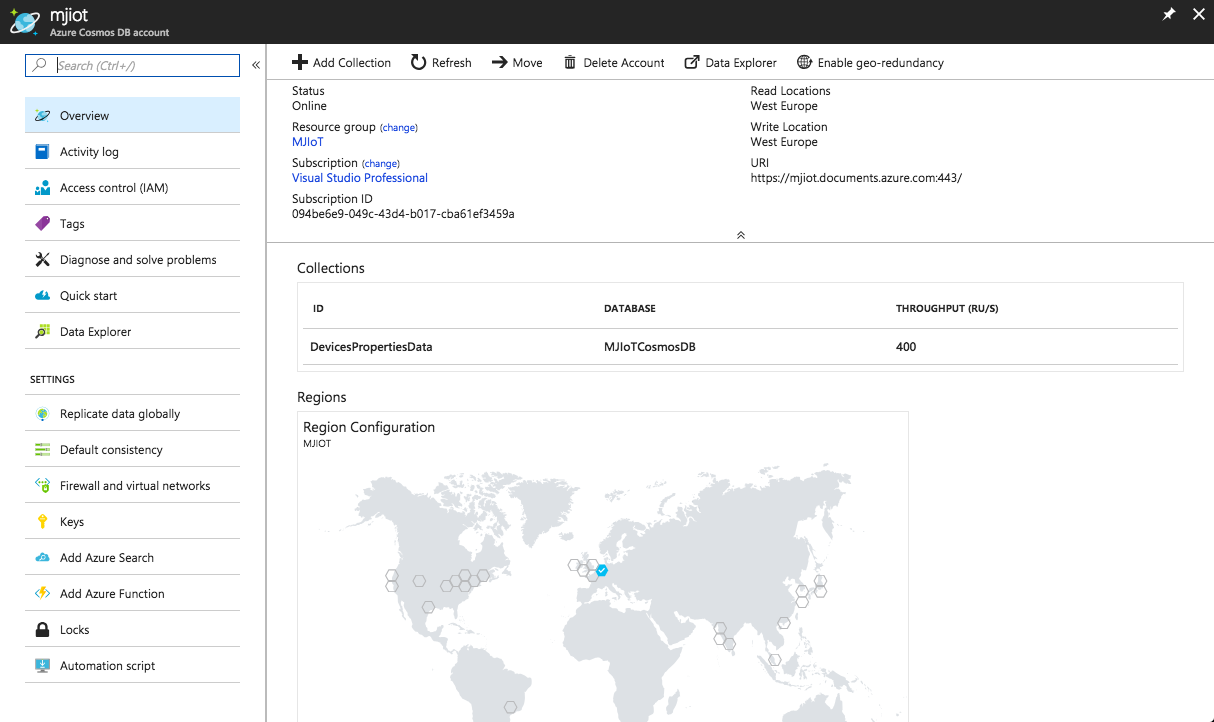 mjiot
Azure Cosmos DB account
Search (Ctrl+/)
Overview
Activity log
Access control (IAM)
Tags
Diagnose and solve problems
Quick start
Data Explorer
SETTINGS
Replicate data globally
Default consistency
Firewall and virtual networks
Keys
Add Azure Search
Add Azure Function
Locks
Automation script
Add Collection Refresh Move Delete Account Data Explorer Enable geo-redundancy
Status
Online
Resource group (change)
MJIoT
Subscription (change)
Visual Studio Professional
Subscription ID
094be6e9-049c-43d4-b017-cba61ef3459a
Read Locations
West Europe
Write Location
West Europe
URI
https://mjiot.documents.azure.com:443/
Collections
ID DATABASE THROUGHPUT (RU/S)
DevicesPropertiesData MJIoTCosmosDB 400
Regions
Region Configuration
MJIOT